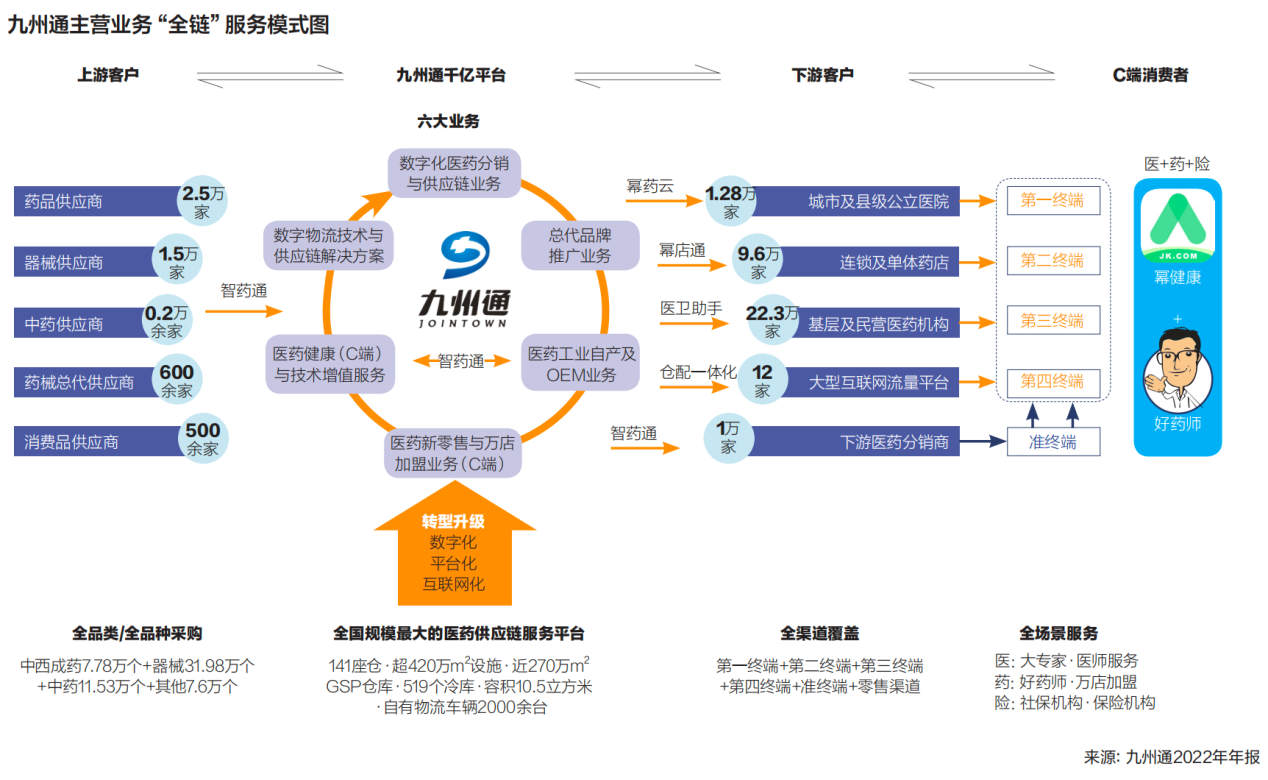 九州通主营业务“全链”服务模式图
上游客户
九州通千亿平台
下游客户
C端消费者
六大业务
药品供应商
2.5万
家
器械供应商
1.5万
家
中药供应商
0.2万
余家
药械总代供应商
600
余家
消费品供应商
500
余家
智药通
数字化医药分销
与供应链业务
数字物流技术与
供应链解决方案
总代品牌
推广业务
九州通
JOINTOWN
医药健康（C端）
与技术增值服务
智药通
医药工业自产及
OEM业务
医药新零售与万店
加盟业务（C端）
转型升级
数字化
平台化
互联网化
幂药云
1.28万
家
城市及县级公立医院
第一终端
幂店通
9.6万
家
连锁及单体药店
第二终端
医卫助手
22.3万
家
基层及民营医药机构
第三终端
仓配一体化
12
家
大型互联网流量平台
第四终端
智药通
1万
家
下游医药分销商
准终端
医+药+险
JK.COM
幂健康
+
好药师
全品类/全品种采购
中西成药7.78万个+器械31.98万个
+中药11.53万个+其他7.6万个
全国规模最大的医药供应链服务平台
141座仓·超420万m²设施·近270万m²
GSP仓库·519个冷库·容积10.5立方米
·自有物流车辆2000余台
全渠道覆盖
第一终端+第二终端+第三终端
+第四终端+准终端+零售渠道
全场景服务
医: 大专家·医师服务
药: 好药师·万店加盟
险: 社保机构·保险机构
来源: 九州通2022年年报